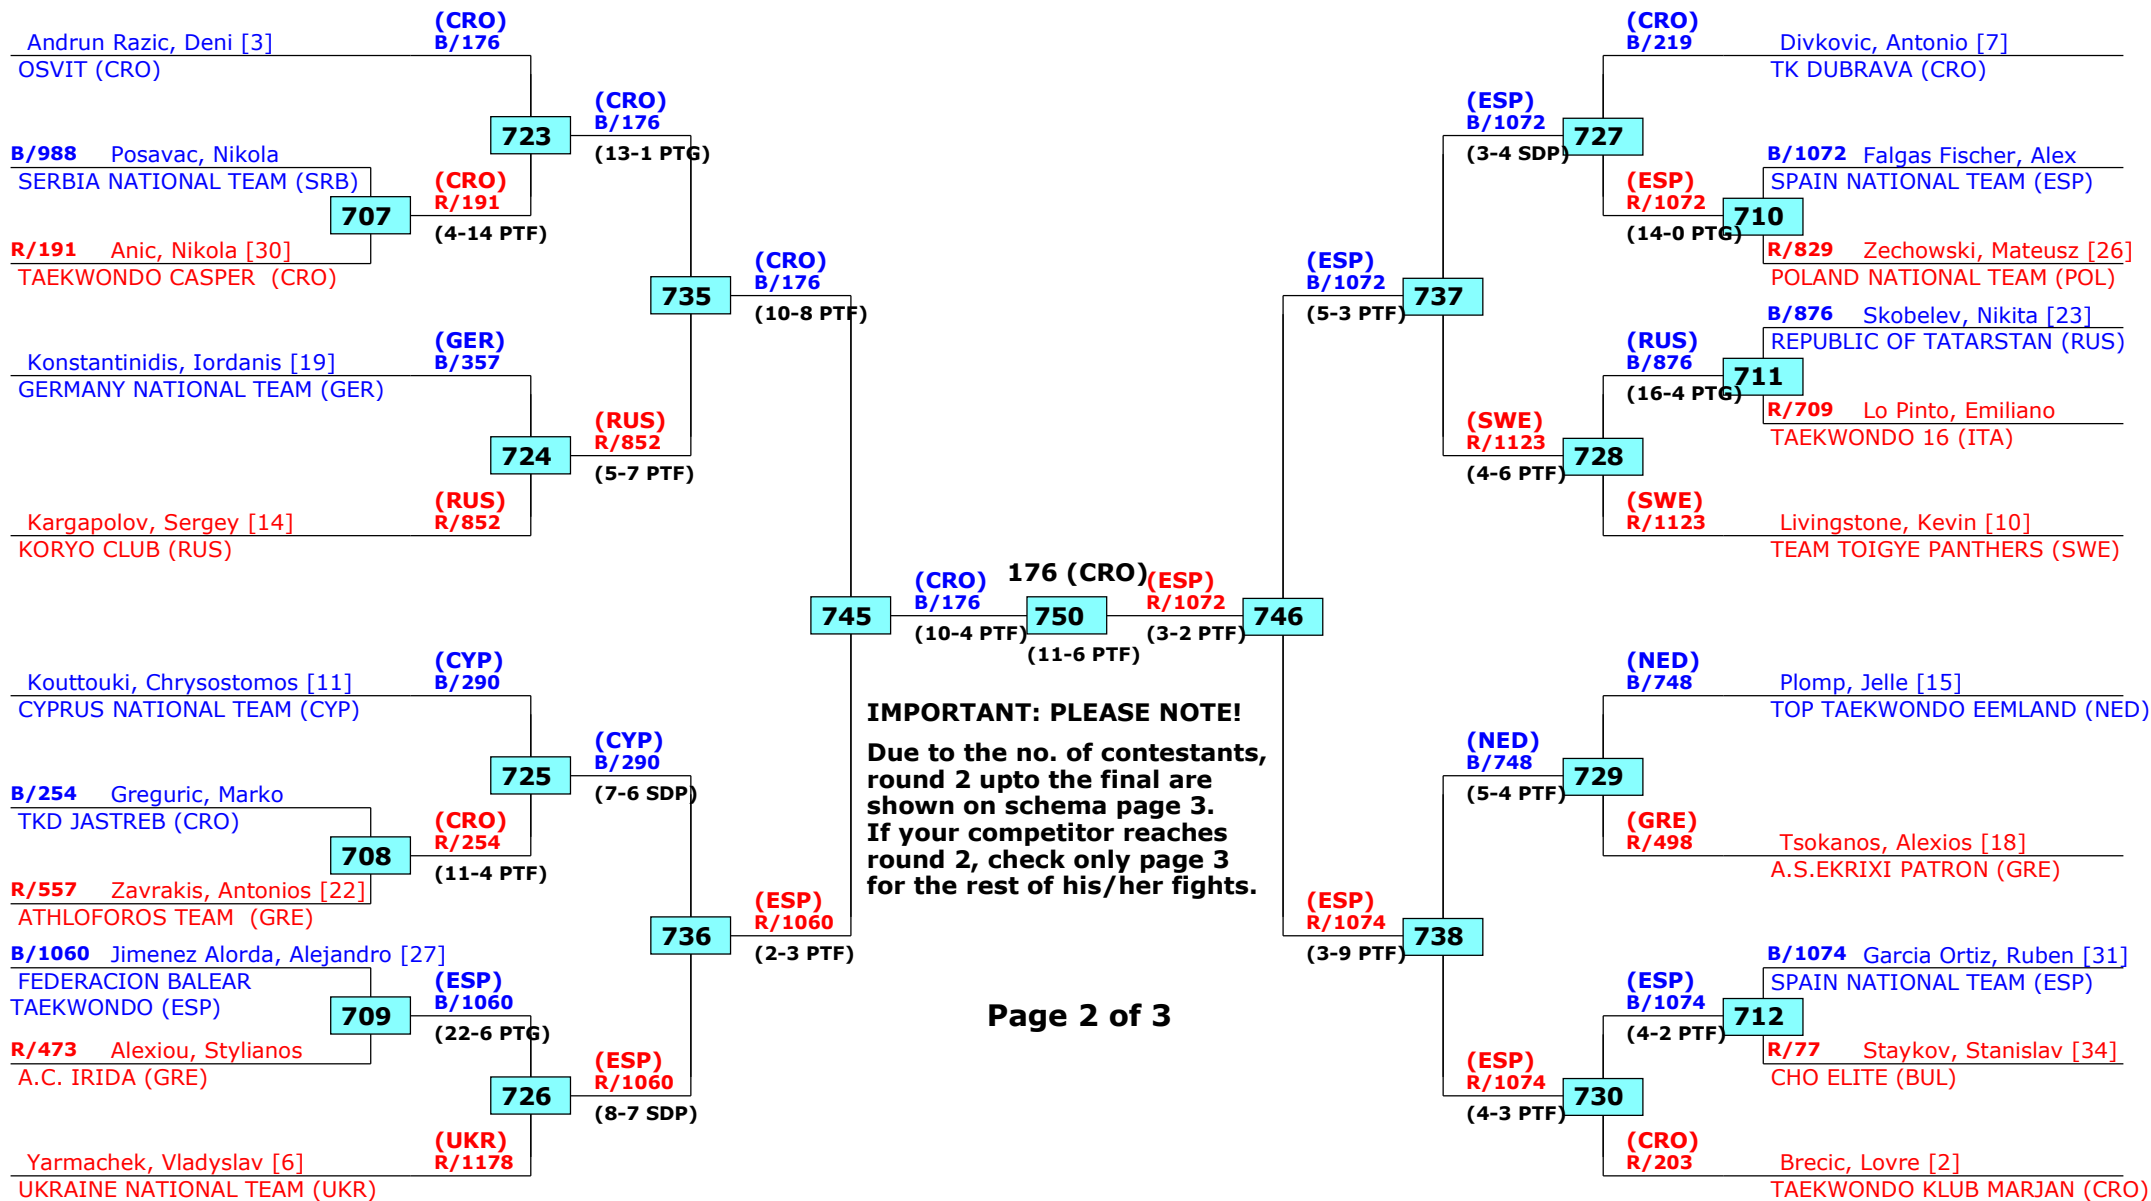 (CRO)
Andrun Razic, Deni [3] B/176
OSVIT (CRO)
(CRO)
B/176
723
(13-1 PTG)
B/988 Posavac, Nikola
SERBIA NATIONAL TEAM (SRB)
(CRO)
R/191
707
(4-14 PTF)
R/191 Anic, Nikola [30]
TAEKWONDO CASPER (CRO)
(CRO)
B/176
735
(10-8 PTF)
(GER)
Konstantinidis, Iordanis [19] B/357
GERMANY NATIONAL TEAM (GER)
(RUS)
R/852
724
(5-7 PTF)
(RUS)
Kargapolov, Sergey [14] R/852
KORYO CLUB (RUS)
745
(CRO)
B/176
(10-4 PTF)
176 (CRO)
750
(11-6 PTF)
(ESP)
R/1072
(3-2 PTF)
746
(CYP)
Kouttouki, Chrysostomos [11] B/290
CYPRUS NATIONAL TEAM (CYP)
(CYP)
B/290
725
(7-6 SDP)
B/254 Greguric, Marko
TKD JASTREB (CRO)
(CRO)
R/254
708
(11-4 PTF)
R/557 Zavrakis, Antonios [22]
ATHLOFOROS TEAM (GRE)
(ESP)
R/1060
736
(2-3 PTF)
B/1060 Jimenez Alorda, Alejandro [27]
FEDERACION BALEAR
TAEKWONDO (ESP)
(ESP)
B/1060
709
(22-6 PTG)
R/473 Alexiou, Stylianos
A.C. IRIDA (GRE)
(ESP)
R/1060
726
(8-7 SDP)
(UKR)
Yarmachek, Vladyslav [6] R/1178
UKRAINE NATIONAL TEAM (UKR)
IMPORTANT: PLEASE NOTE!
Due to the no. of contestants,
round 2 upto the final are
shown on schema page 3.
If your competitor reaches
round 2, check only page 3
for the rest of his/her fights.
Page 2 of 3
(CRO)
B/219 Divkovic, Antonio [7]
TK DUBRAVA (CRO)
(ESP)
B/1072
727
(3-4 SDP)
B/1072 Falgas Fischer, Alex
SPAIN NATIONAL TEAM (ESP)
(ESP)
R/1072
710
(14-0 PTG)
R/829 Zechowski, Mateusz [26]
POLAND NATIONAL TEAM (POL)
(ESP)
B/1072
737
(5-3 PTF)
B/876 Skobelev, Nikita [23]
REPUBLIC OF TATARSTAN (RUS)
(RUS)
B/876
711
(16-4 PTG)
R/709 Lo Pinto, Emiliano
TAEKWONDO 16 (ITA)
(SWE)
R/1123
728
(4-6 PTF)
(SWE)
R/1123 Livingstone, Kevin [10]
TEAM TOIGYE PANTHERS (SWE)
(NED)
B/748 Plomp, Jelle [15]
TOP TAEKWONDO EEMLAND (NED)
(NED)
B/748
729
(5-4 PTF)
(GRE)
R/498 Tsokanos, Alexios [18]
A.S.EKRIXI PATRON (GRE)
(ESP)
R/1074
738
(3-9 PTF)
B/1074 Garcia Ortiz, Ruben [31]
SPAIN NATIONAL TEAM (ESP)
(ESP)
B/1074
712
(4-2 PTF)
R/77 Staykov, Stanislav [34]
CHO ELITE (BUL)
(ESP)
R/1074
730
(4-3 PTF)
(CRO)
R/203 Brecic, Lovre [2]
TAEKWONDO KLUB MARJAN (CRO)